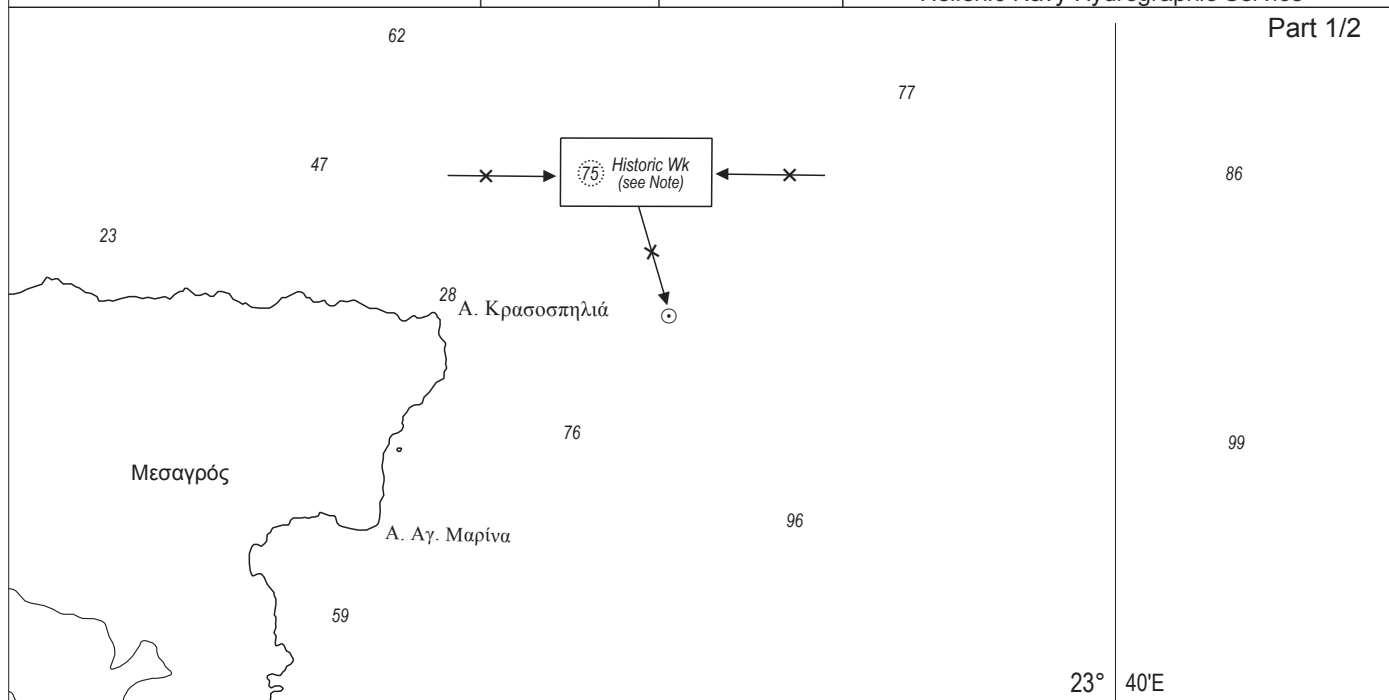 Hellenic Navy Hydrographic Service
Part 1/2
62
77
47
75 Historic Wk
(see Note)
86
23
28
Α. Κρασοσπηλιά
76
99
Μεσαγρός
96
Α. Αγ. Μαρίνα
59
23° 40'E